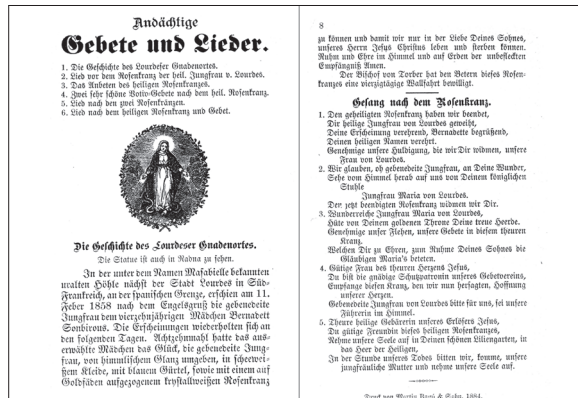 Andächtige
Gebete und Lieder.
1. Die Geschichte des Lourdeser Gnadenortes.
2. Lied vor dem Rosenkranz der heil. Jungfrau v. Lourdes.
3. Das Anbeten des heiligen Rosenkranzes.
4. Zwei sehr schöne Votiv-Gebete nach dem heil. Rosenkranz.
5. Lied nach den zwei Rosenkränzen.
6. Lied nach dem heiligen Rosenkranz und Gebet.
Die Geschichte des Lourdeser Gnadenortes.
Die Statue ist auch in Radna zu sehen.
In der unter dem Namen Mafabielle bekannten
uralten Höhle nächst der Stadt Lourdes in Süd-
Frankreich, an der spanischen Grenze, erschien am 11.
Feber 1858 nach dem Engelsgruß die gebenedeite
Jungfrau dem vierzehnjährigen Mädchen Bernadett
Sonbirous. Die Erscheinungen wiederholten sich an
den folgenden Tagen. Achtzehnmahl hatte das aus-
erwählte Mädchen das Glück, die gebenedeite Jung-
frau, von himmlischem Glanz umgeben, in schneewei-
ßem Kleide, mit blauem Gürtel, sowie mit einem auf
Goldfäden aufgezogenem krystallweißen Rosenkranz
8
zu können und damit wir nur in der Liebe Deines Sohnes,
unseres Herrn Jesus Christus leben und sterben können.
Ruhm und Ehre im Himmel und auf Erden der unbefleckten
Empfängniß Amen.
Der Bischof von Torber hat den Betern dieses Rosen-
kranzes eine vierzigtägige Wallfahrt bewilligt.
Gesang nach dem Rosenkranz.
1. Den geheiligten Rosenkranz haben wir beendet,
Dir heilige Jungfrau von Lourdes geweiht,
Deine Erscheinung verehrend, Bernadette begrüßend,
Deinen heiligen Namen verehrt.
Genehmige unsere Huldigung, die wir Dir widmen, unsere
Frau von Lourdes.
2. Wir glauben, oh gebenedeite Jungfrau, an Deine Wunder,
Sehe vom Himmel herab auf uns von Deinem königlichen
Stuhle
Jungfrau Maria von Lourdes.
Den jetzt beendigten Rosenkranz widmen wir Dir.
3. Wunderreiche Jungfrau Maria von Lourdes,
Hüte von Deinem goldenen Throne Deine treue Heerde.
Genehmige unser Flehen, unsere Gebete in diesem theuren
Kranz.
Welchen Dir zu Ehren, zum Ruhme Deines Sohnes die
Gläubigen Maria's beteten.
4. Gütige Frau des theuren Herzens Jesus,
Du bist die gnädige Schutzpatronin unseres Gebetvereins,
Empfange diesen Kranz, den wir nun hersagten, Hoffnung
unserer Herzen.
Gebenedeite Jungfrau von Lourdes bitte für uns, sei unsere
Führerin im Himmel.
5. Theure heilige Gebärerin unseres Erlösers Jesus,
Du gütige Freundin dieses heiligen Rosenkranzes,
Nehme unsere Seele auf in Deinen schönen Liliengarten, in
das Heer der Heiligen,
In der Stunde unseres Todes bitten wir, komme, unsere
jungfräuliche Mutter und nehme unsere Seele auf.